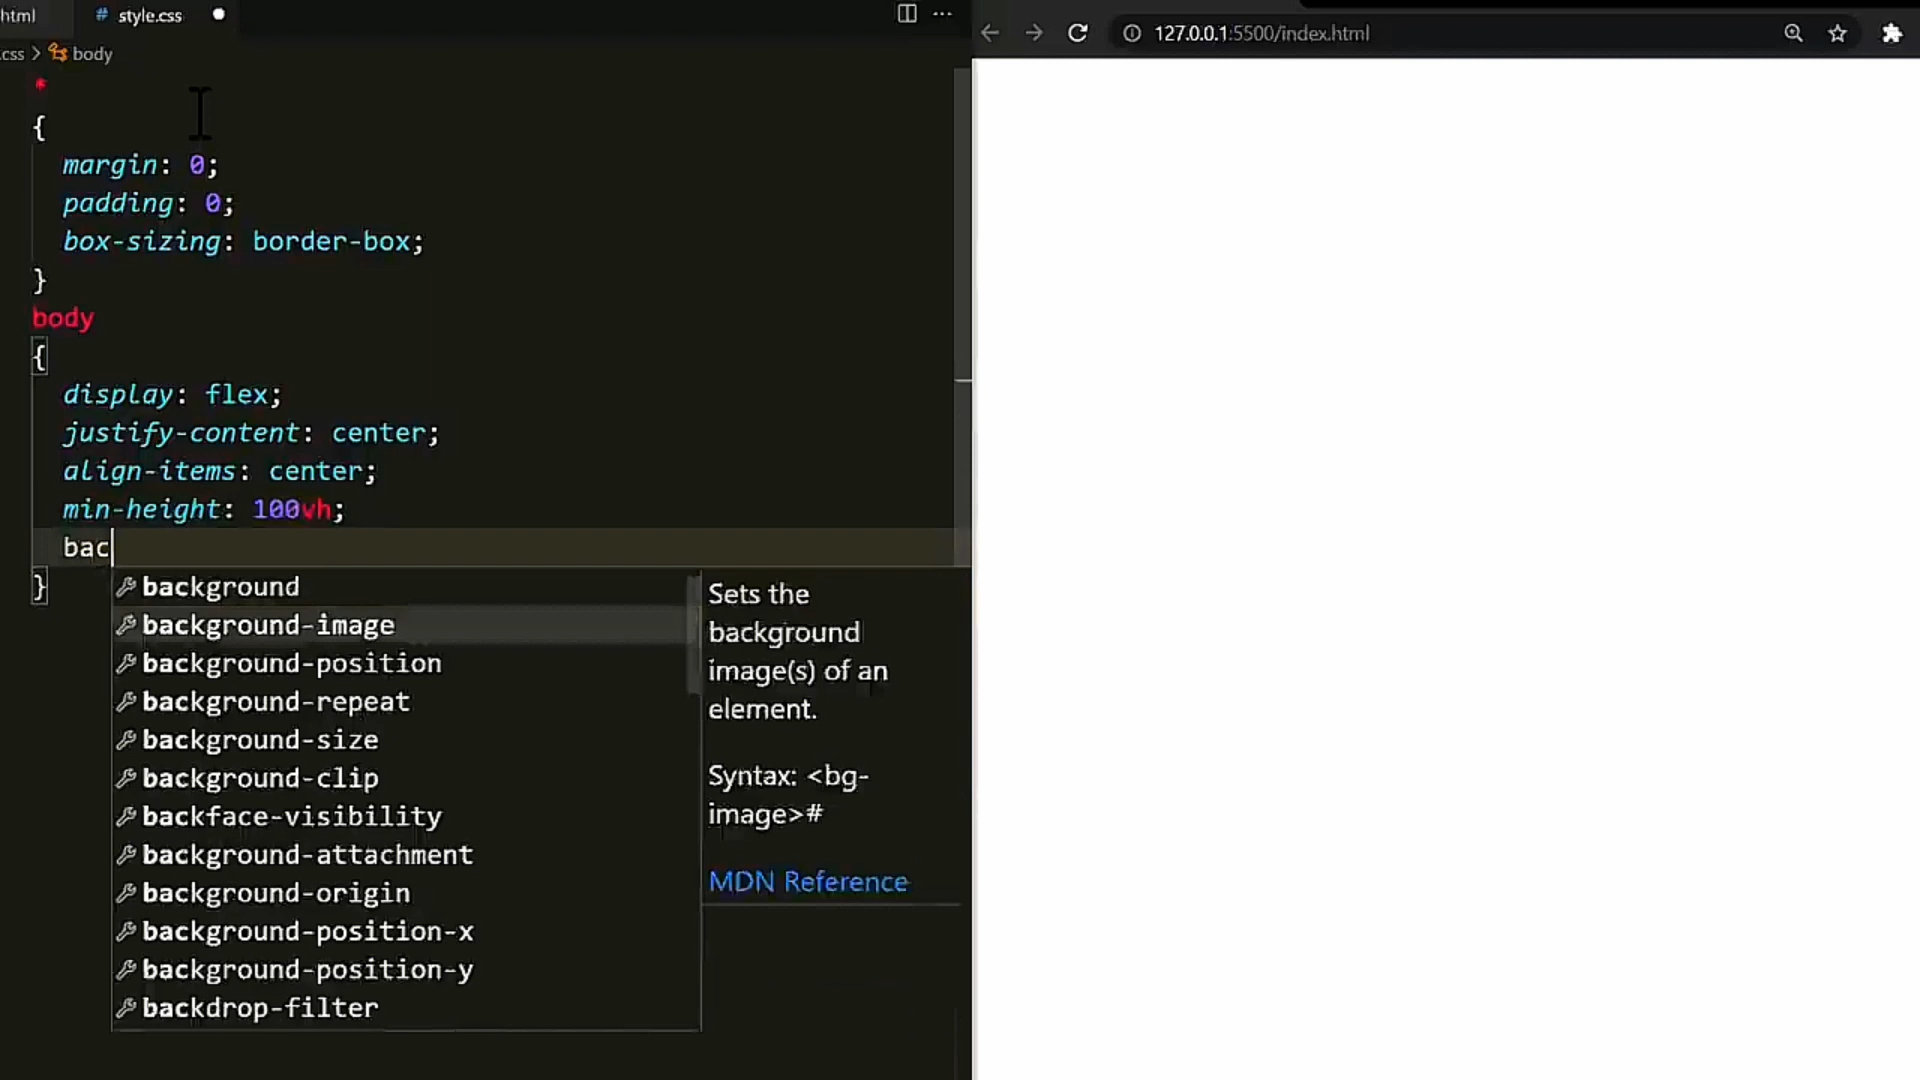 html
# style.css
127.0.0.1:5500/index.html
css > body
*
{
margin: 0;
padding: 0;
box-sizing: border-box;
}
body
{
display: flex;
justify-content: center;
align-items: center;
min-height: 100vh;
bac
}
background
background-image
background-position
background-repeat
background-size
background-clip
backface-visibility
background-attachment
background-origin
background-position-x
background-position-y
backdrop-filter
Sets the
background
image(s) of an
element.
Syntax: <bg-
image>#
MDN Reference